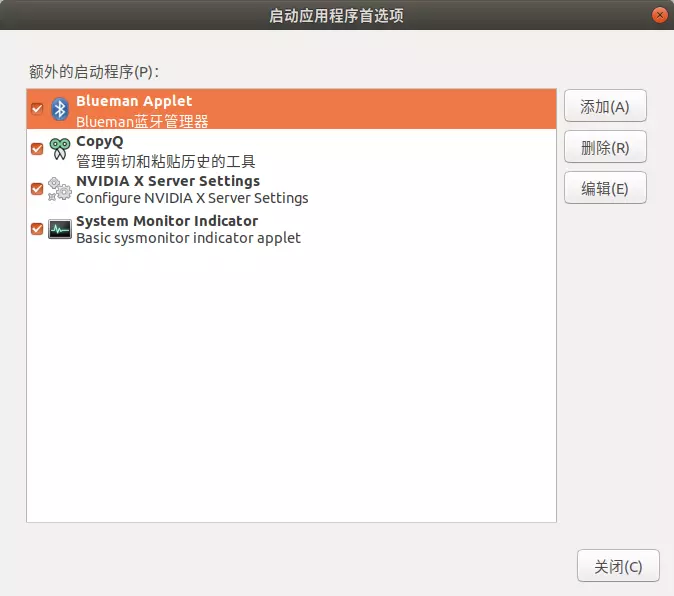 启动应用程序首选项
额外的启动程序(P)：
Blueman Applet
Blueman蓝牙管理器
CopyQ
管理剪切和粘贴历史的工具
NVIDIA X Server Settings
Configure NVIDIA X Server Settings
System Monitor Indicator
Basic sysmonitor indicator applet
添加(A)
删除(R)
编辑(E)
关闭(C)